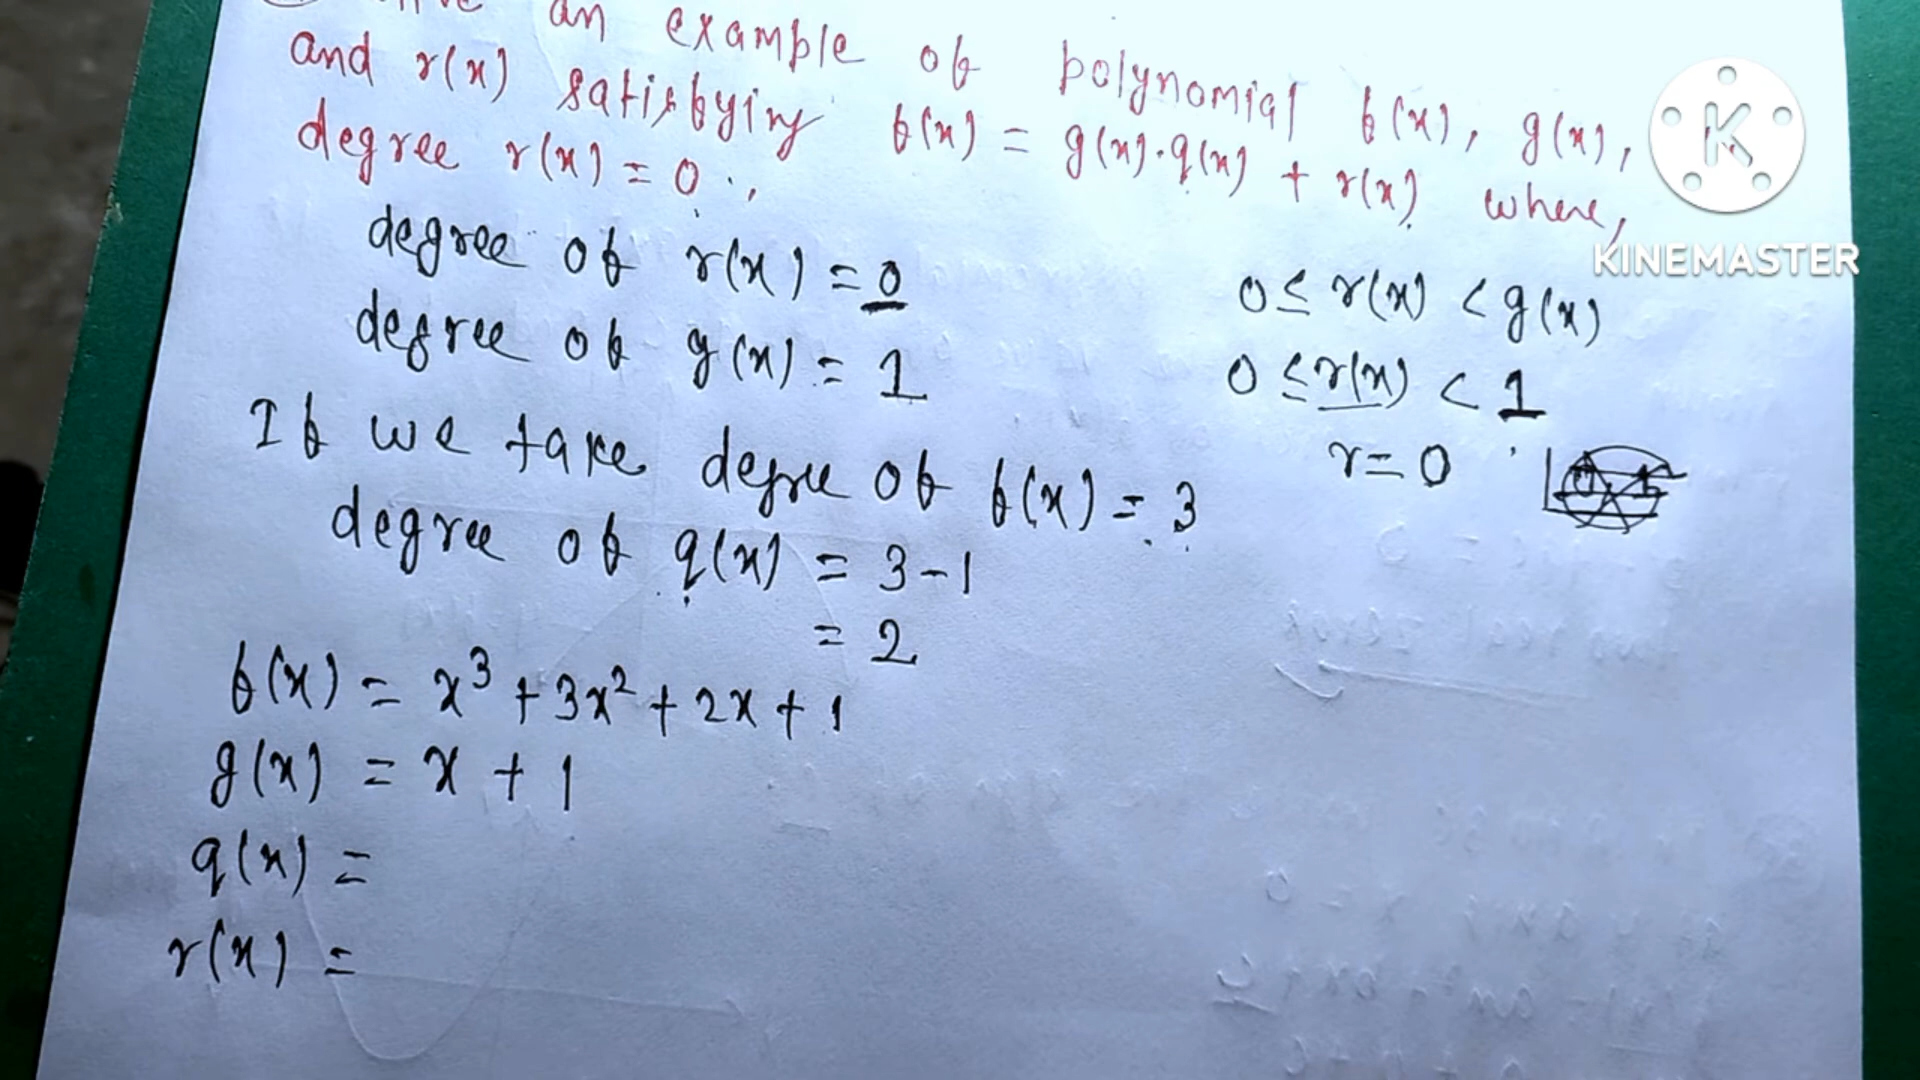 an example of polynomial f(x), g(x),
and r(x) satisfying f(x) = g(x).q(x) + r(x) where,
degree r(x) = 0 .,
degree of r(x) = 0
degree of g(x) = 1
If we take degree of f(x) = 3
degree of q(x) = 3-1
= 2
f(x) = x³ + 3x² + 2x + 1
g(x) = x + 1
q(x) =
r(x) =
0 ≤ r(x) < g(x)
0 ≤ r(x) < 1
r = 0
K
KINEMASTER